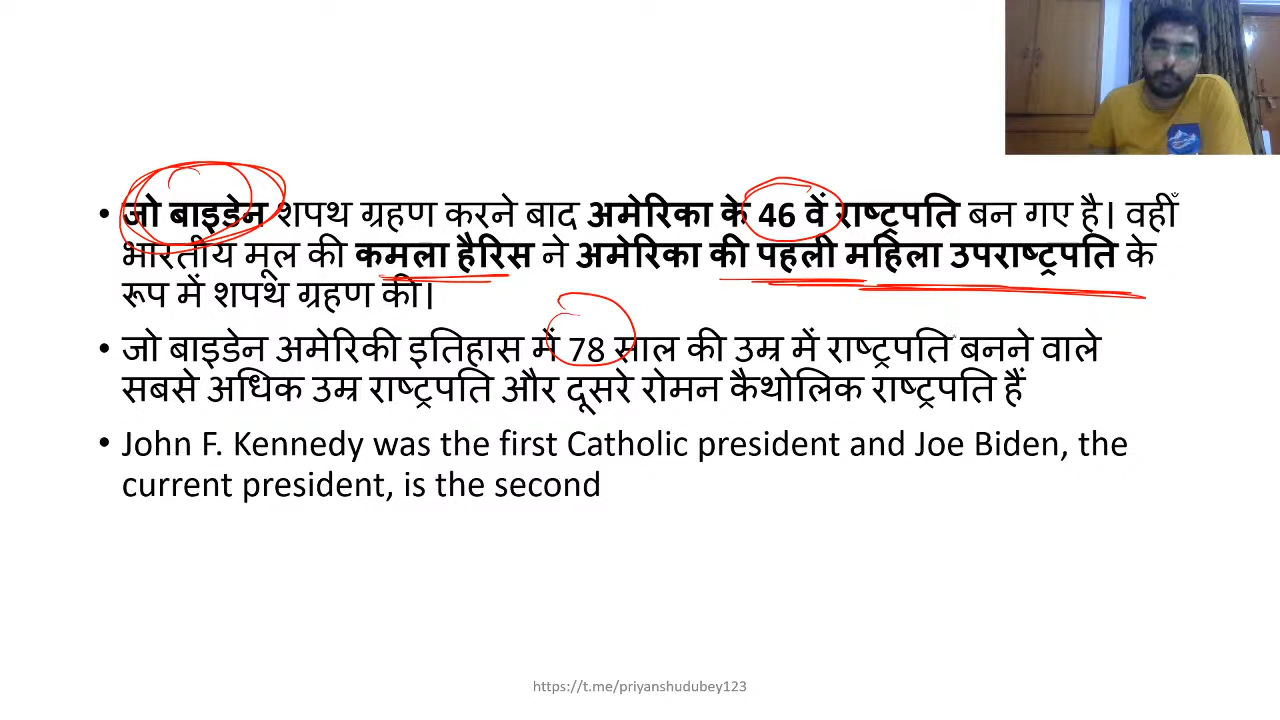 • जो बाइडेन शपथ ग्रहण करने बाद अमेरिका के 46 वें राष्ट्रपति बन गए है। वहीं
भारतीय मूल की कमला हैरिस ने अमेरिका की पहली महिला उपराष्ट्रपति के
रूप में शपथ ग्रहण की।
• जो बाइडेन अमेरिकी इतिहास में 78 साल की उम्र में राष्ट्रपति बनने वाले
सबसे अधिक उम्र राष्ट्रपति और दूसरे रोमन कैथोलिक राष्ट्रपति हैं
• John F. Kennedy was the first Catholic president and Joe Biden, the
current president, is the second
https://t.me/priyanshudubey123